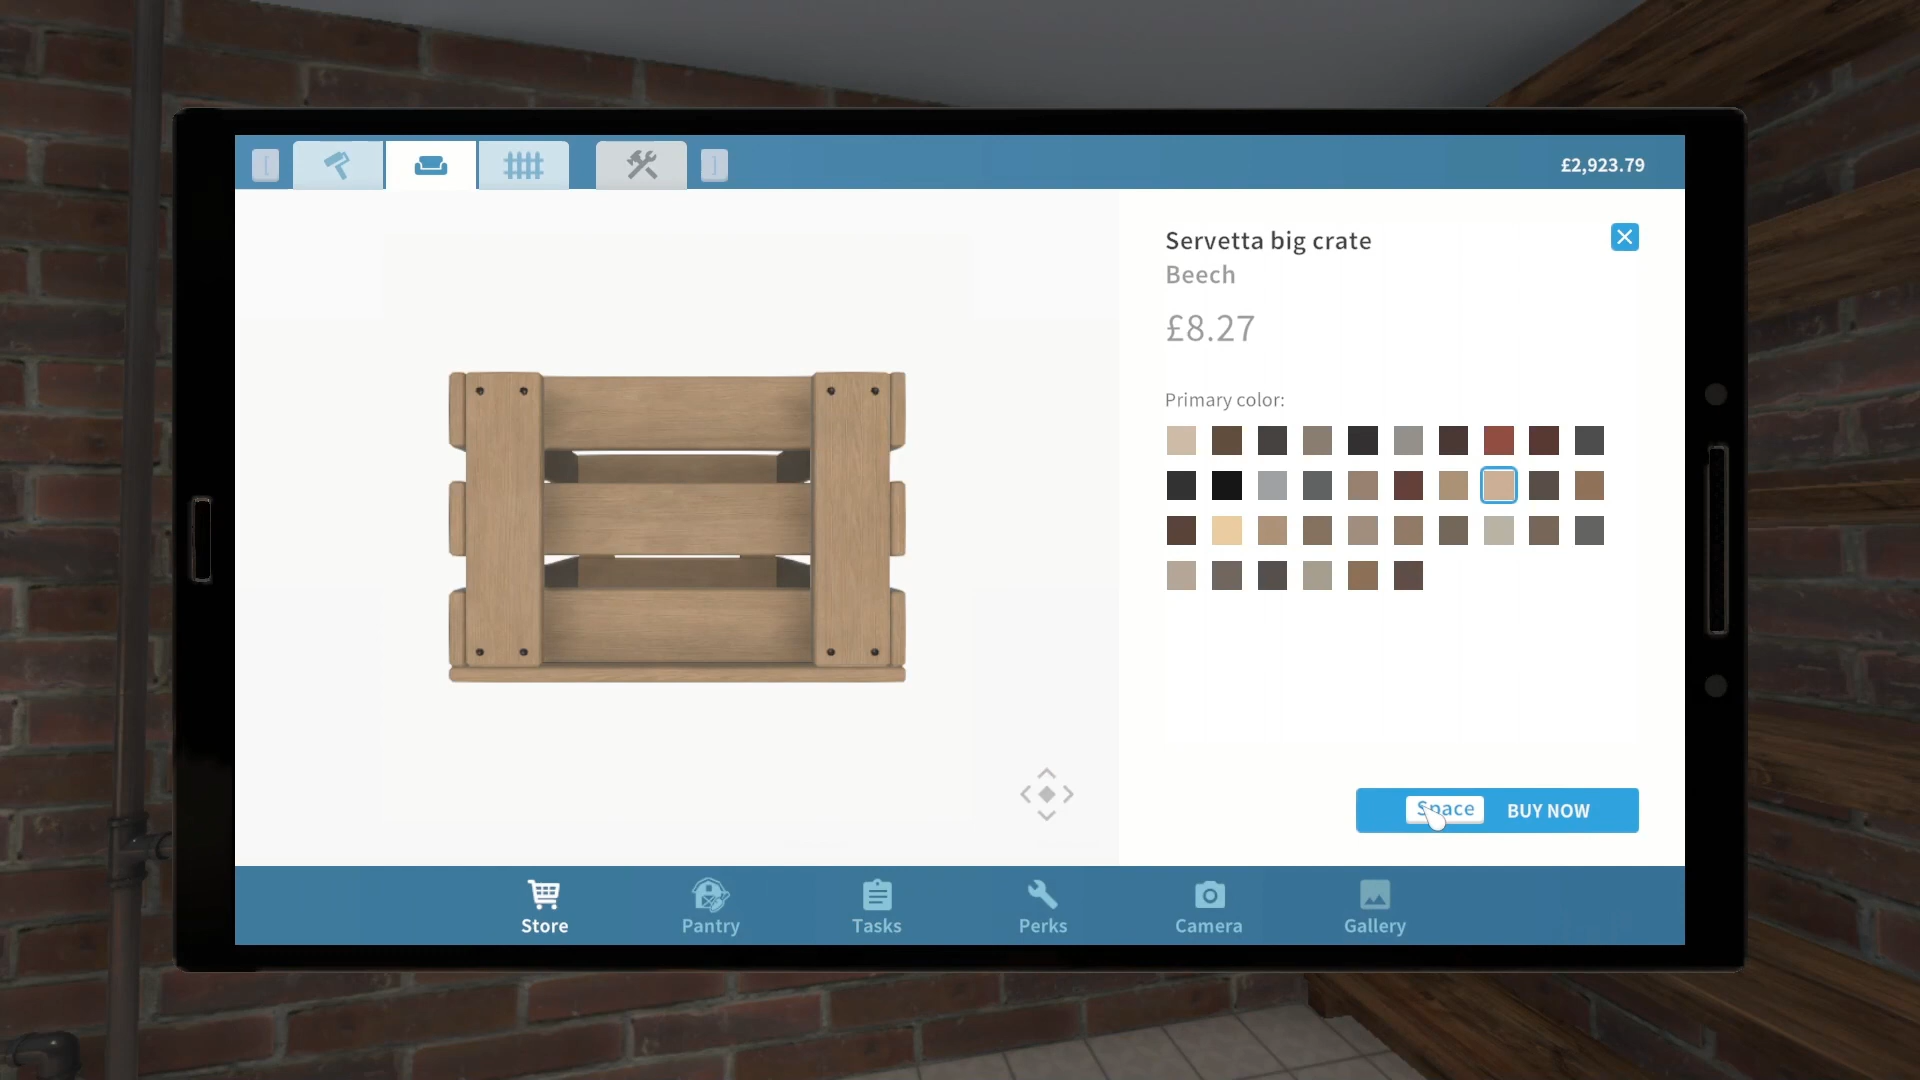 [
]
£2,923.79
Servetta big crate
Beech
£8.27
Primary color:
Space BUY NOW
Store
Pantry
Tasks
Perks
Camera
Gallery